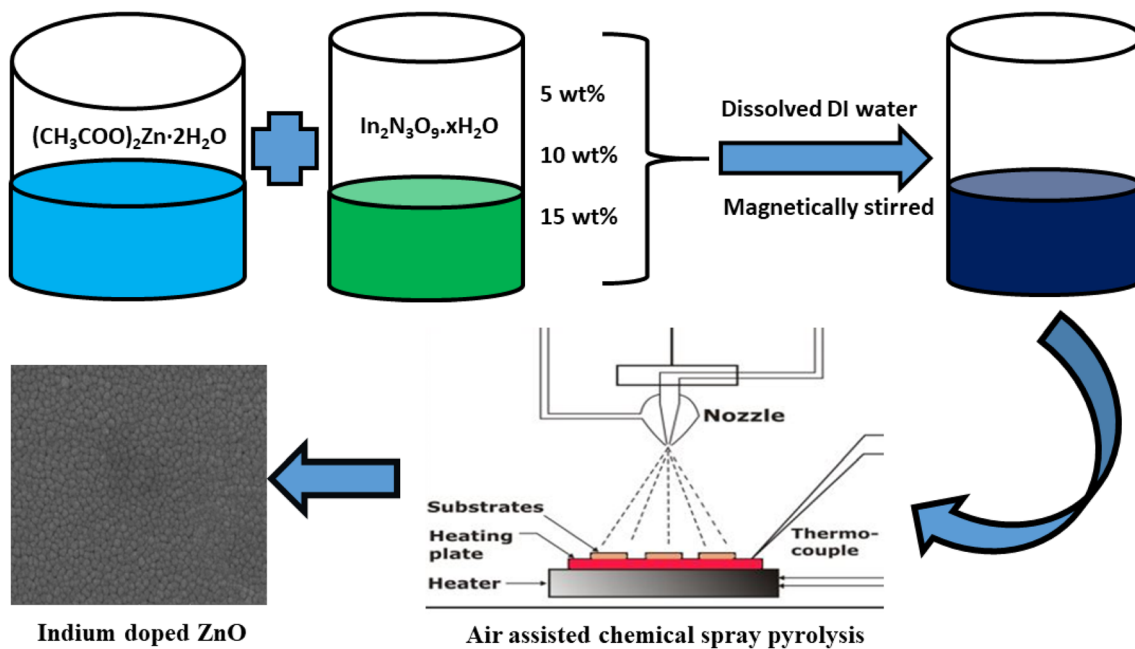 (CH₃COO)₂Zn·2H₂O
In₂N₃O₉.xH₂O
5 wt%
10 wt%
15 wt%
Dissolved DI water
Magnetically stirred
Nozzle
Substrates
Heating
plate
Heater
Thermo-
couple
Indium doped ZnO
Air assisted chemical spray pyrolysis